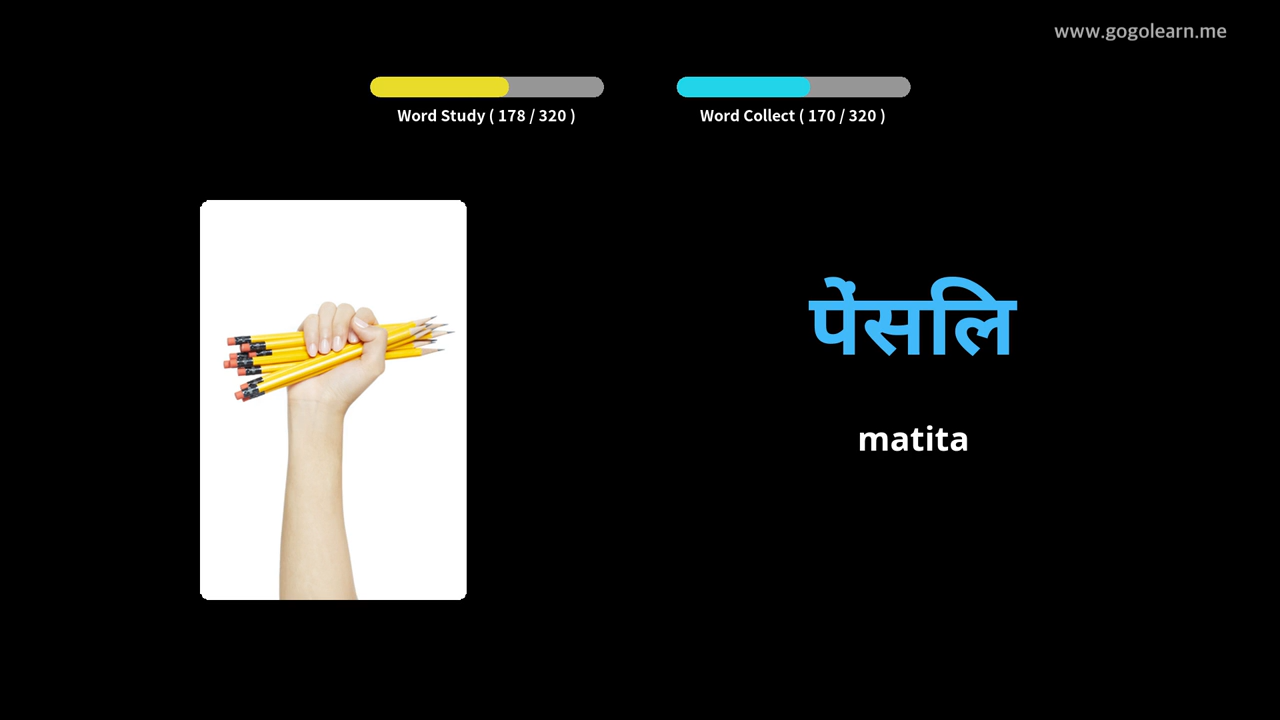 www.gogolearn.me
Word Study ( 178 / 320 )
Word Collect ( 170 / 320 )
पेंसलि
matita